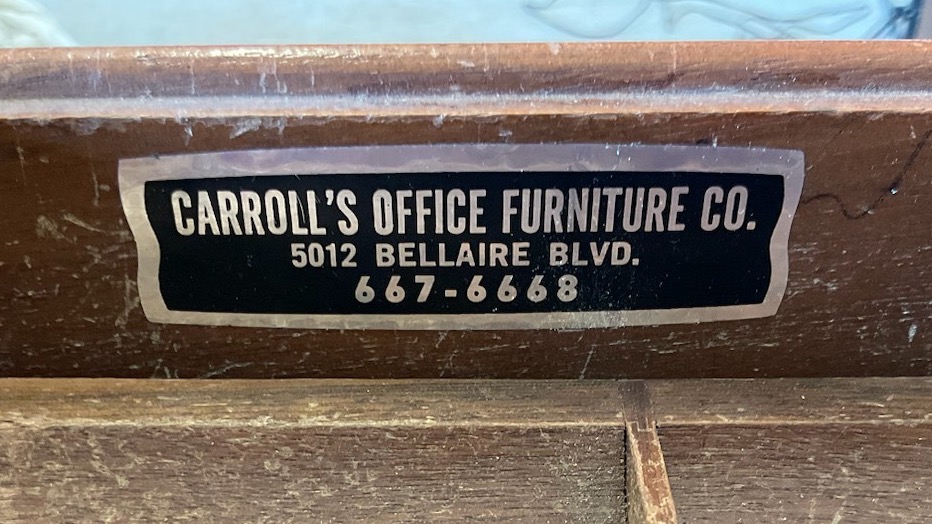 CARROLL'S OFFICE FURNITURE CO.
5012 BELLAIRE BLVD.
667-6668